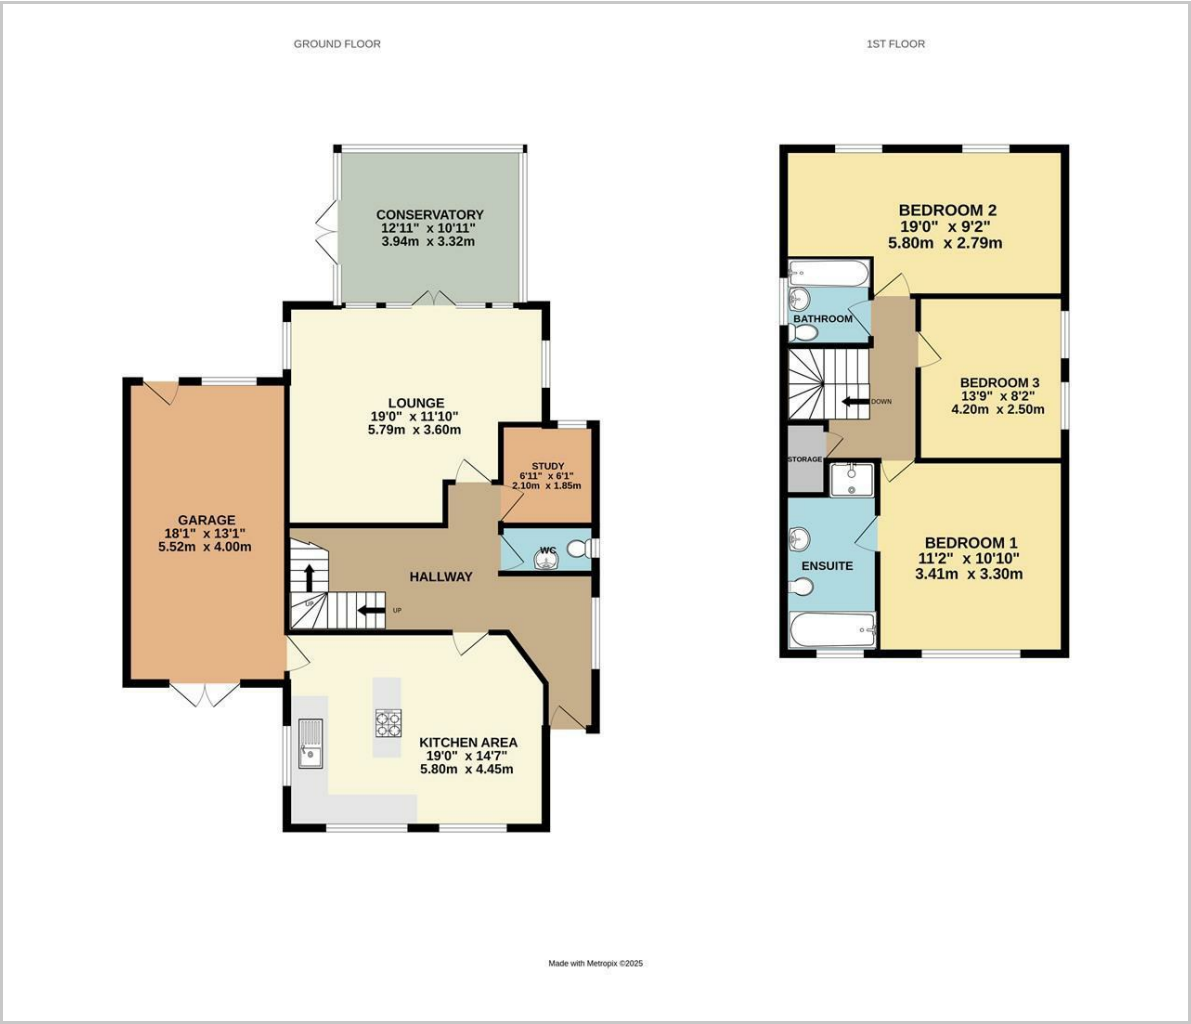 GROUND FLOOR
1ST FLOOR
CONSERVATORY
12'11" x 10'11"
3.94m x 3.32m
LOUNGE
19'0" x 11'10"
5.79m x 3.60m
STUDY
6'11" x 6'1"
2.10m x 1.85m
GARAGE
18'1" x 13'1"
5.52m x 4.00m
WC
HALLWAY
UP
UP
KITCHEN AREA
19'0" x 14'7"
5.80m x 4.45m
BEDROOM 2
19'0" x 9'2"
5.80m x 2.79m
BATHROOM
BEDROOM 3
13'9" x 8'2"
4.20m x 2.50m
DOWN
STORAGE
BEDROOM 1
11'2" x 10'10"
3.41m x 3.30m
ENSUITE
Made with Metropix ©2025